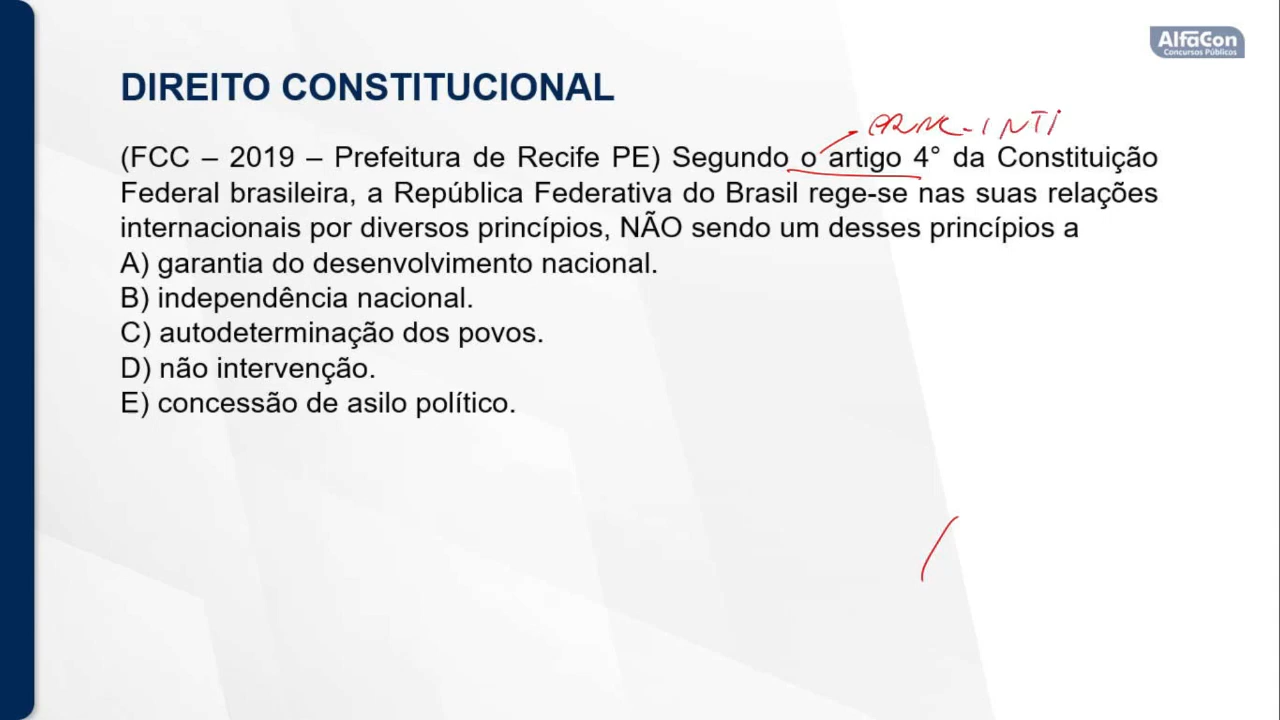 AlfaCon
Concursos Públicos
DIREITO CONSTITUCIONAL
PRINC-INTI
(FCC – 2019 – Prefeitura de Recife PE) Segundo o artigo 4° da Constituição
Federal brasileira, a República Federativa do Brasil rege-se nas suas relações
internacionais por diversos princípios, NÃO sendo um desses princípios a
A) garantia do desenvolvimento nacional.
B) independência nacional.
C) autodeterminação dos povos.
D) não intervenção.
E) concessão de asilo político.